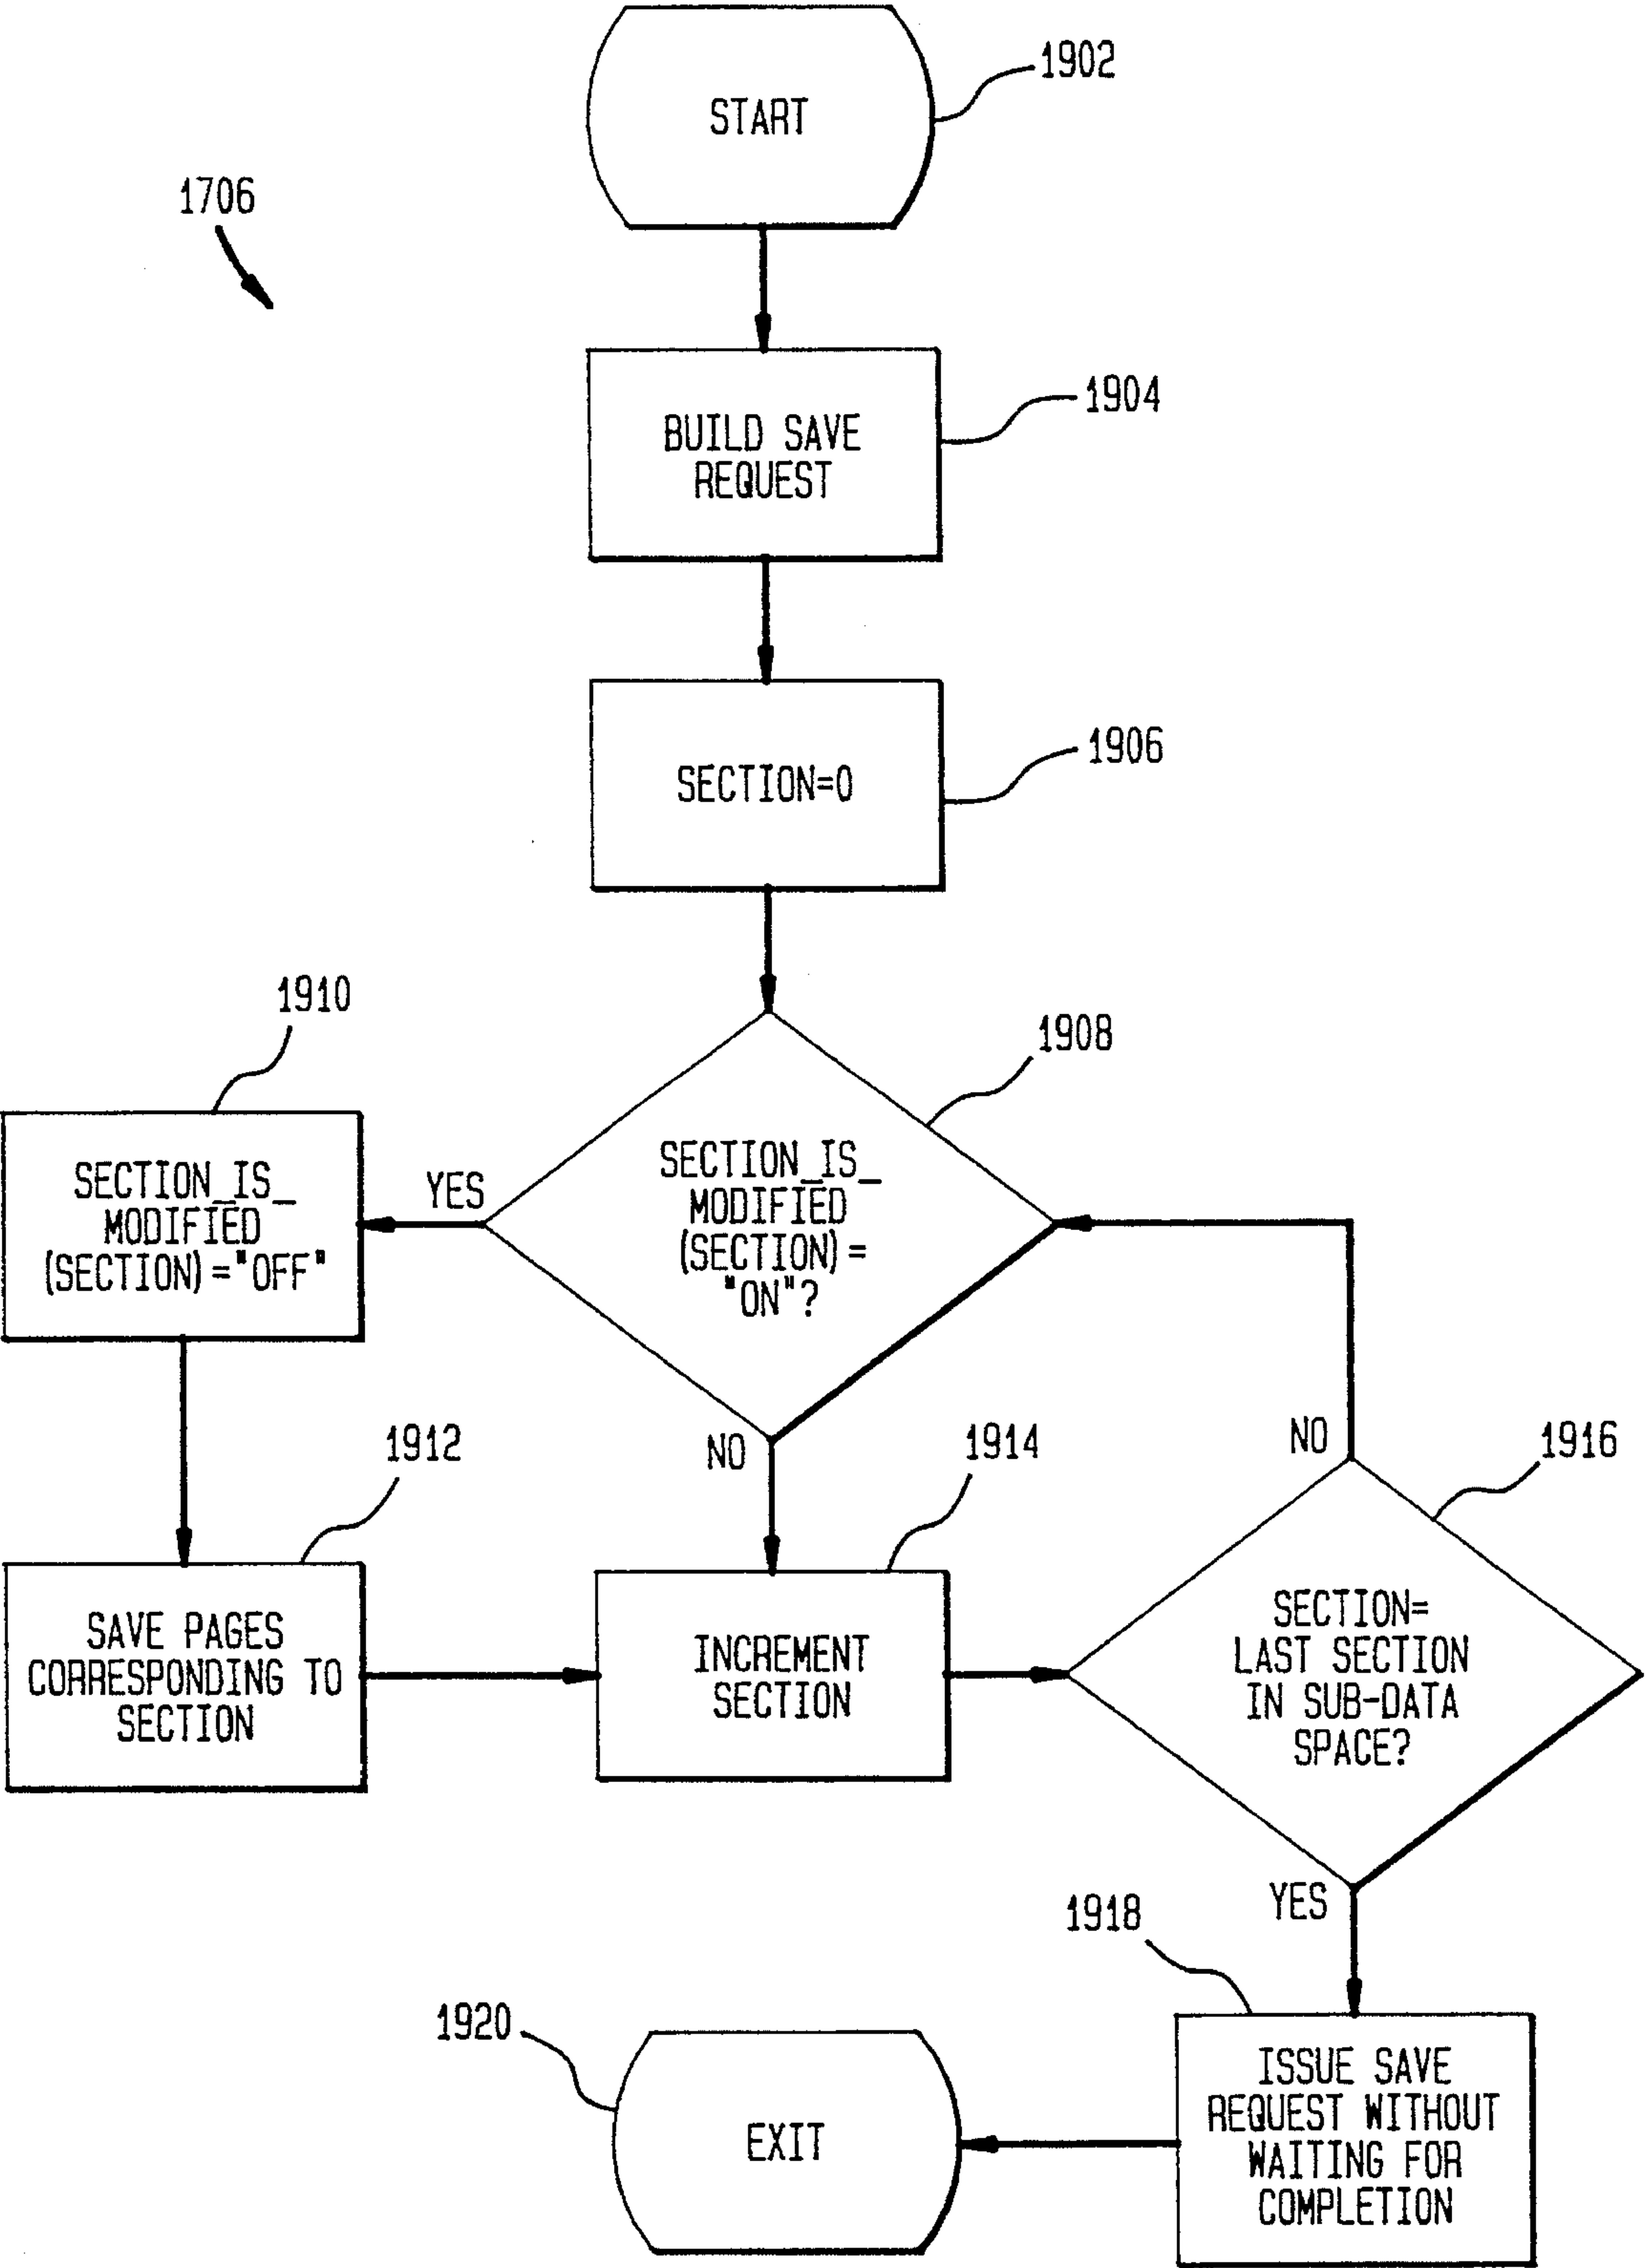 1902
START
1706
1904
BUILD SAVE
REQUEST
1906
SECTION=0
1910
1908
SECTION_IS_
MODIFIED
(SECTION)="OFF"
YES
SECTION_IS_
MODIFIED
(SECTION)=
"ON"?
NO
1912
1914
NO
1916
SAVE PAGES
CORRESPONDING TO
SECTION
INCREMENT
SECTION
SECTION=
LAST SECTION
IN SUB-DATA
SPACE?
YES
1918
1920
EXIT
ISSUE SAVE
REQUEST WITHOUT
WAITING FOR
COMPLETION